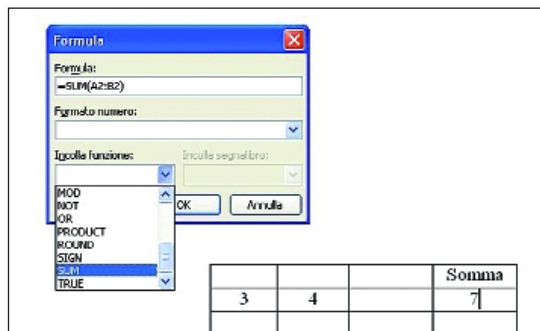 Formula
Formula:
=SUM(A2:B2)
Formato numero:
Incolla funzione:
Incolla segnalibro:
MOD
NOT
OR
PRODUCT
ROUND
SIGN
SUM
TRUE
OK
Annulla
Somma
3 4 7